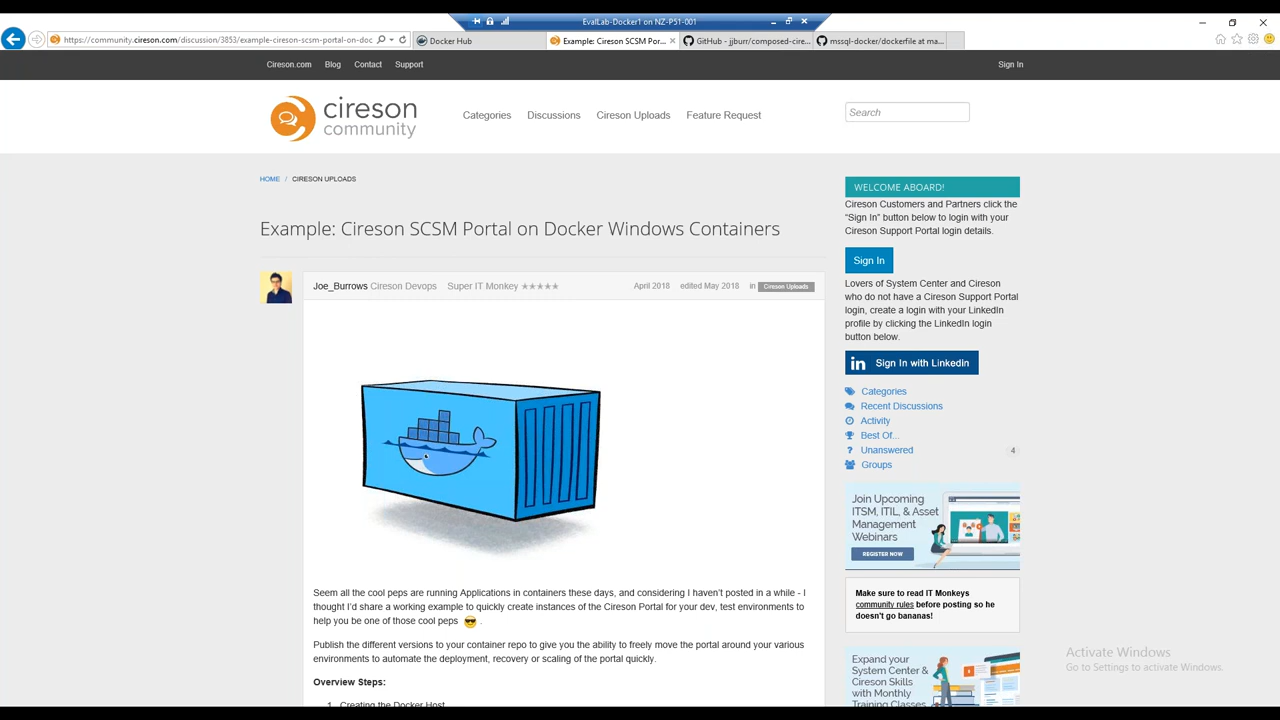 EvalLab-Docker1 on NZ-P51-001
https://community.cireson.com/discussion/3853/example-cireson-scsm-portal-on-doc
Docker Hub
Example: Cireson SCSM Por...
GitHub - jjburr/composed-cire...
mssql-docker/dockerfile at ma...
Cireson.com Blog Contact Support
Sign In
cireson
community
Categories Discussions Cireson Uploads Feature Request
Search
HOME / CIRESON UPLOADS
Example: Cireson SCSM Portal on Docker Windows Containers
Joe_Burrows Cireson Devops Super IT Monkey ★★★★★
April 2018 edited May 2018 in Cireson Uploads
Seem all the cool peps are running Applications in containers these days, and considering I haven't posted in a while - I
thought I'd share a working example to quickly create instances of the Cireson Portal for your dev, test environments to
help you be one of those cool peps .
Publish the different versions to your container repo to give you the ability to freely move the portal around your various
environments to automate the deployment, recovery or scaling of the portal quickly.
Overview Steps:
1. Creating the Docker Host
WELCOME ABOARD!
Cireson Customers and Partners click the
“Sign In” button below to login with your
Cireson Support Portal login details.
Sign In
Lovers of System Center and Cireson
who do not have a Cireson Support Portal
login, create a login with your LinkedIn
profile by clicking the LinkedIn login
button below.
in Sign In with LinkedIn
Categories
Recent Discussions
Activity
Best Of...
Unanswered 4
Groups
Join Upcoming
ITSM, ITIL, & Asset
Management
Webinars
REGISTER NOW
Make sure to read IT Monkeys
community rules before posting so he
doesn't go bananas!
Expand your
System Center &
Cireson Skills
with Monthly
Training Classes
Activate Windows
Go to Settings to activate Windows.